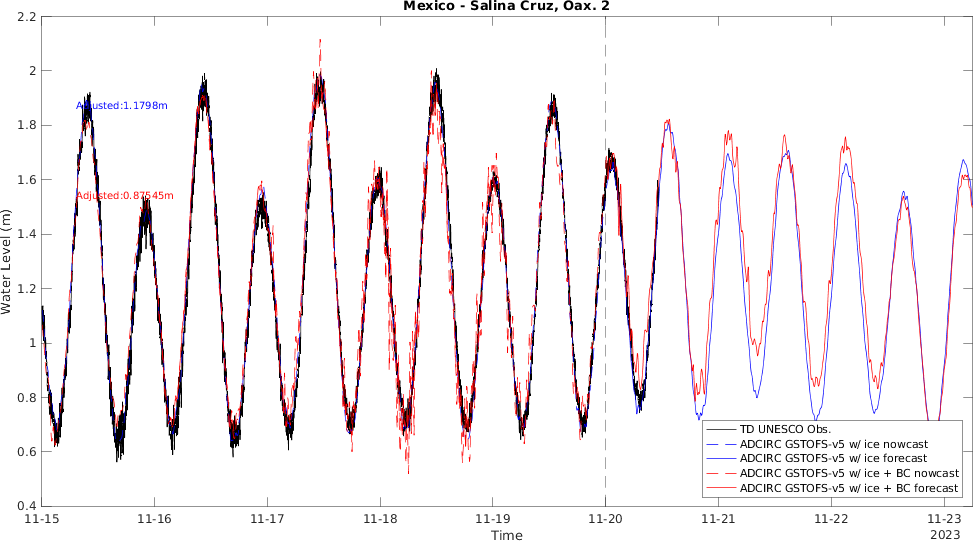 Mexico - Salina Cruz, Oax. 2
2.2
2
1.8
1.6
1.4
1.2
1
0.8
0.6
0.4
Water Level (m)
Adjusted:1.1798m
Adjusted:0.87545m
TD UNESCO Obs.
ADCIRC GSTOFS-v5 w/ ice nowcast
ADCIRC GSTOFS-v5 w/ ice forecast
ADCIRC GSTOFS-v5 w/ ice + BC nowcast
ADCIRC GSTOFS-v5 w/ ice + BC forecast
11-15 11-16 11-17 11-18 11-19 11-20 11-21 11-22 11-23
Time
2023